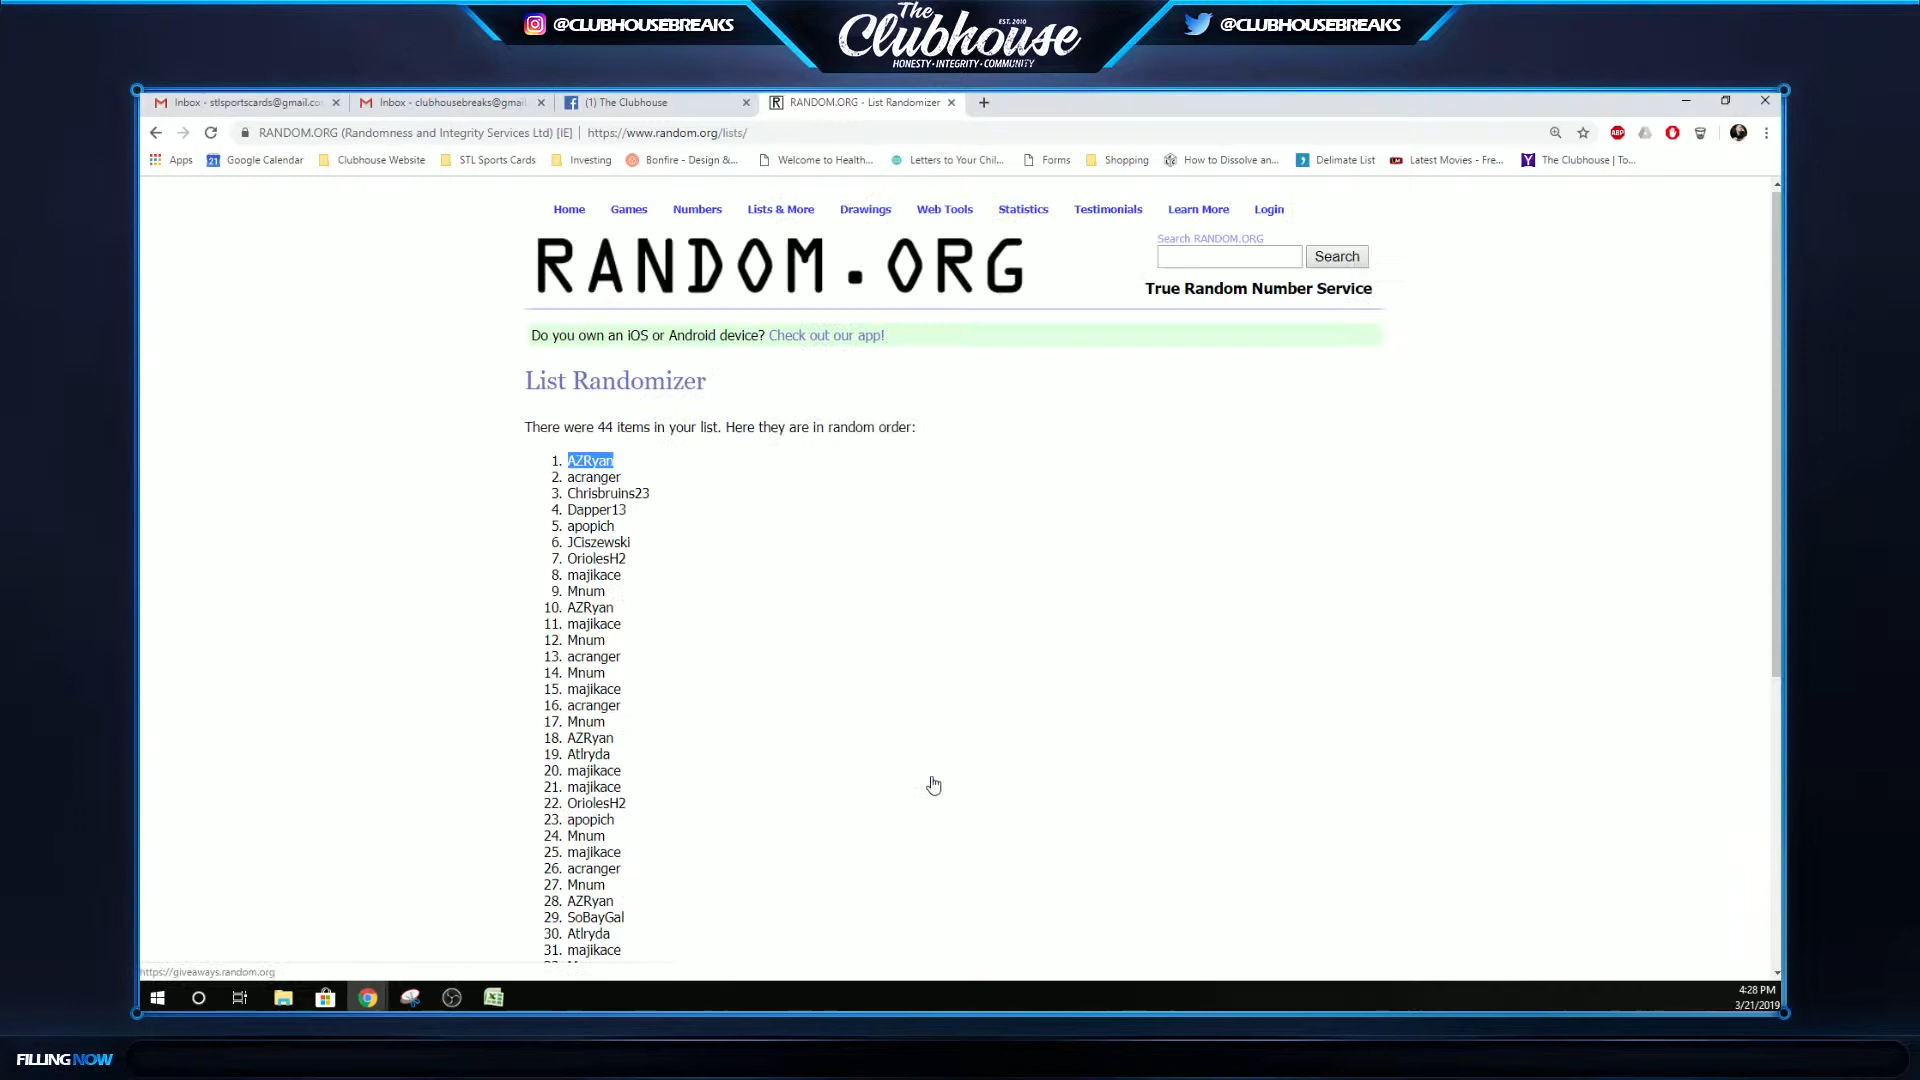 @CLUBHOUSEBREAKS
The Clubhouse
EST. 2010
HONESTY · INTEGRITY · COMMUNITY
@CLUBHOUSEBREAKS
Inbox - stlsportscards@gmail.co
Inbox - clubhousebreaks@gmail
(1) The Clubhouse
RANDOM.ORG - List Randomizer
RANDOM.ORG (Randomness and Integrity Services Ltd) [IE] | https://www.random.org/lists/
Apps
Google Calendar
Clubhouse Website
STL Sports Cards
Investing
Bonfire - Design &...
Welcome to Health...
Letters to Your Chil...
Forms
Shopping
How to Dissolve an...
Delimate List
Latest Movies - Fre...
The Clubhouse | To...
Home Games Numbers Lists & More Drawings Web Tools Statistics Testimonials Learn More Login
RANDOM.ORG
Search RANDOM.ORG
Search
True Random Number Service
Do you own an iOS or Android device? Check out our app!
List Randomizer
There were 44 items in your list. Here they are in random order:
1. AZRyan
2. acranger
3. Chrisbruins23
4. Dapper13
5. apopich
6. JCiszewski
7. OriolesH2
8. majikace
9. Mnum
10. AZRyan
11. majikace
12. Mnum
13. acranger
14. Mnum
15. majikace
16. acranger
17. Mnum
18. AZRyan
19. Atlryda
20. majikace
21. majikace
22. OriolesH2
23. apopich
24. Mnum
25. majikace
26. acranger
27. Mnum
28. AZRyan
29. SoBayGal
30. Atlryda
31. majikace
https://giveaways.random.org
4:28 PM
3/21/2019
FILLING NOW